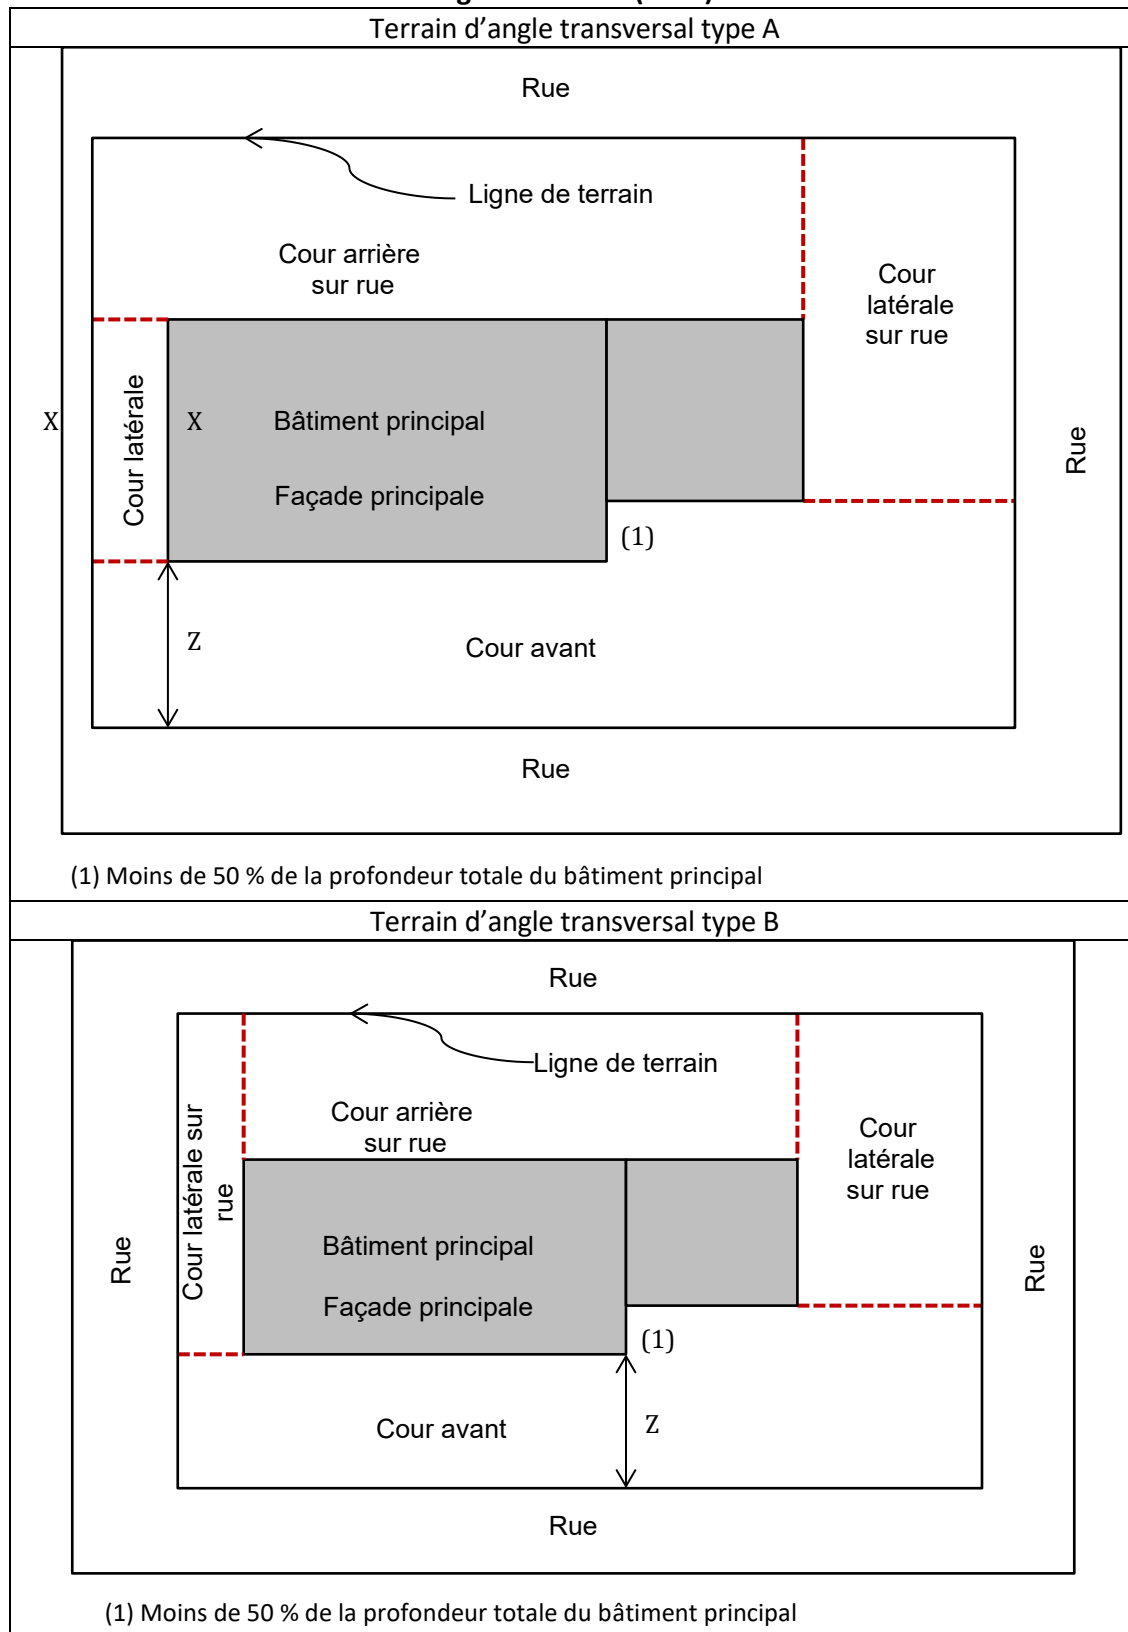 Terrain d’angle transversal type A
Rue
Ligne de terrain
Cour arrière
sur rue
Cour
latérale
sur rue
X
Cour latérale
X
Bâtiment principal
Rue
Façade principale
(1)
Z
Cour avant
Rue
(1) Moins de 50 % de la profondeur totale du bâtiment principal
Terrain d’angle transversal type B
Rue
Ligne de terrain
Cour arrière
sur rue
Cour
latérale
sur rue
Cour latérale sur
rue
Rue
Bâtiment principal
Rue
Façade principale
(1)
Cour avant
Z
Rue
(1) Moins de 50 % de la profondeur totale du bâtiment principal